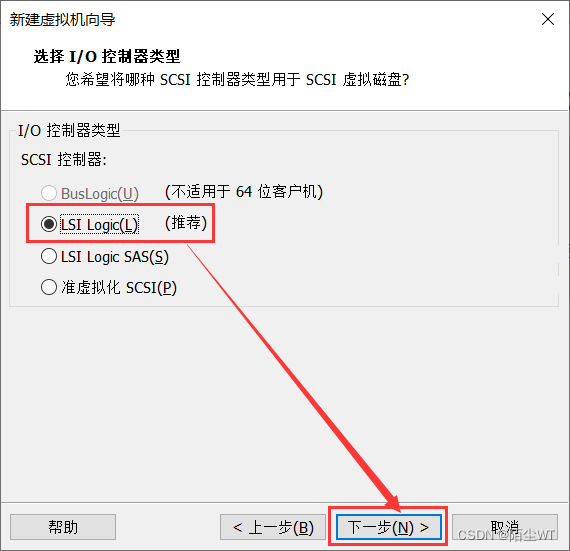 新建虚拟机向导
选择 I/O 控制器类型
您希望将哪种 SCSI 控制器类型用于 SCSI 虚拟磁盘?
I/O 控制器类型
SCSI 控制器:
BusLogic(U) (不适用于 64 位客户机)
LSI Logic(L) (推荐)
LSI Logic SAS(S)
准虚拟化 SCSI(P)
帮助 < 上一步(B) 下一步(N) > 取消
CSDN @陌尘WT